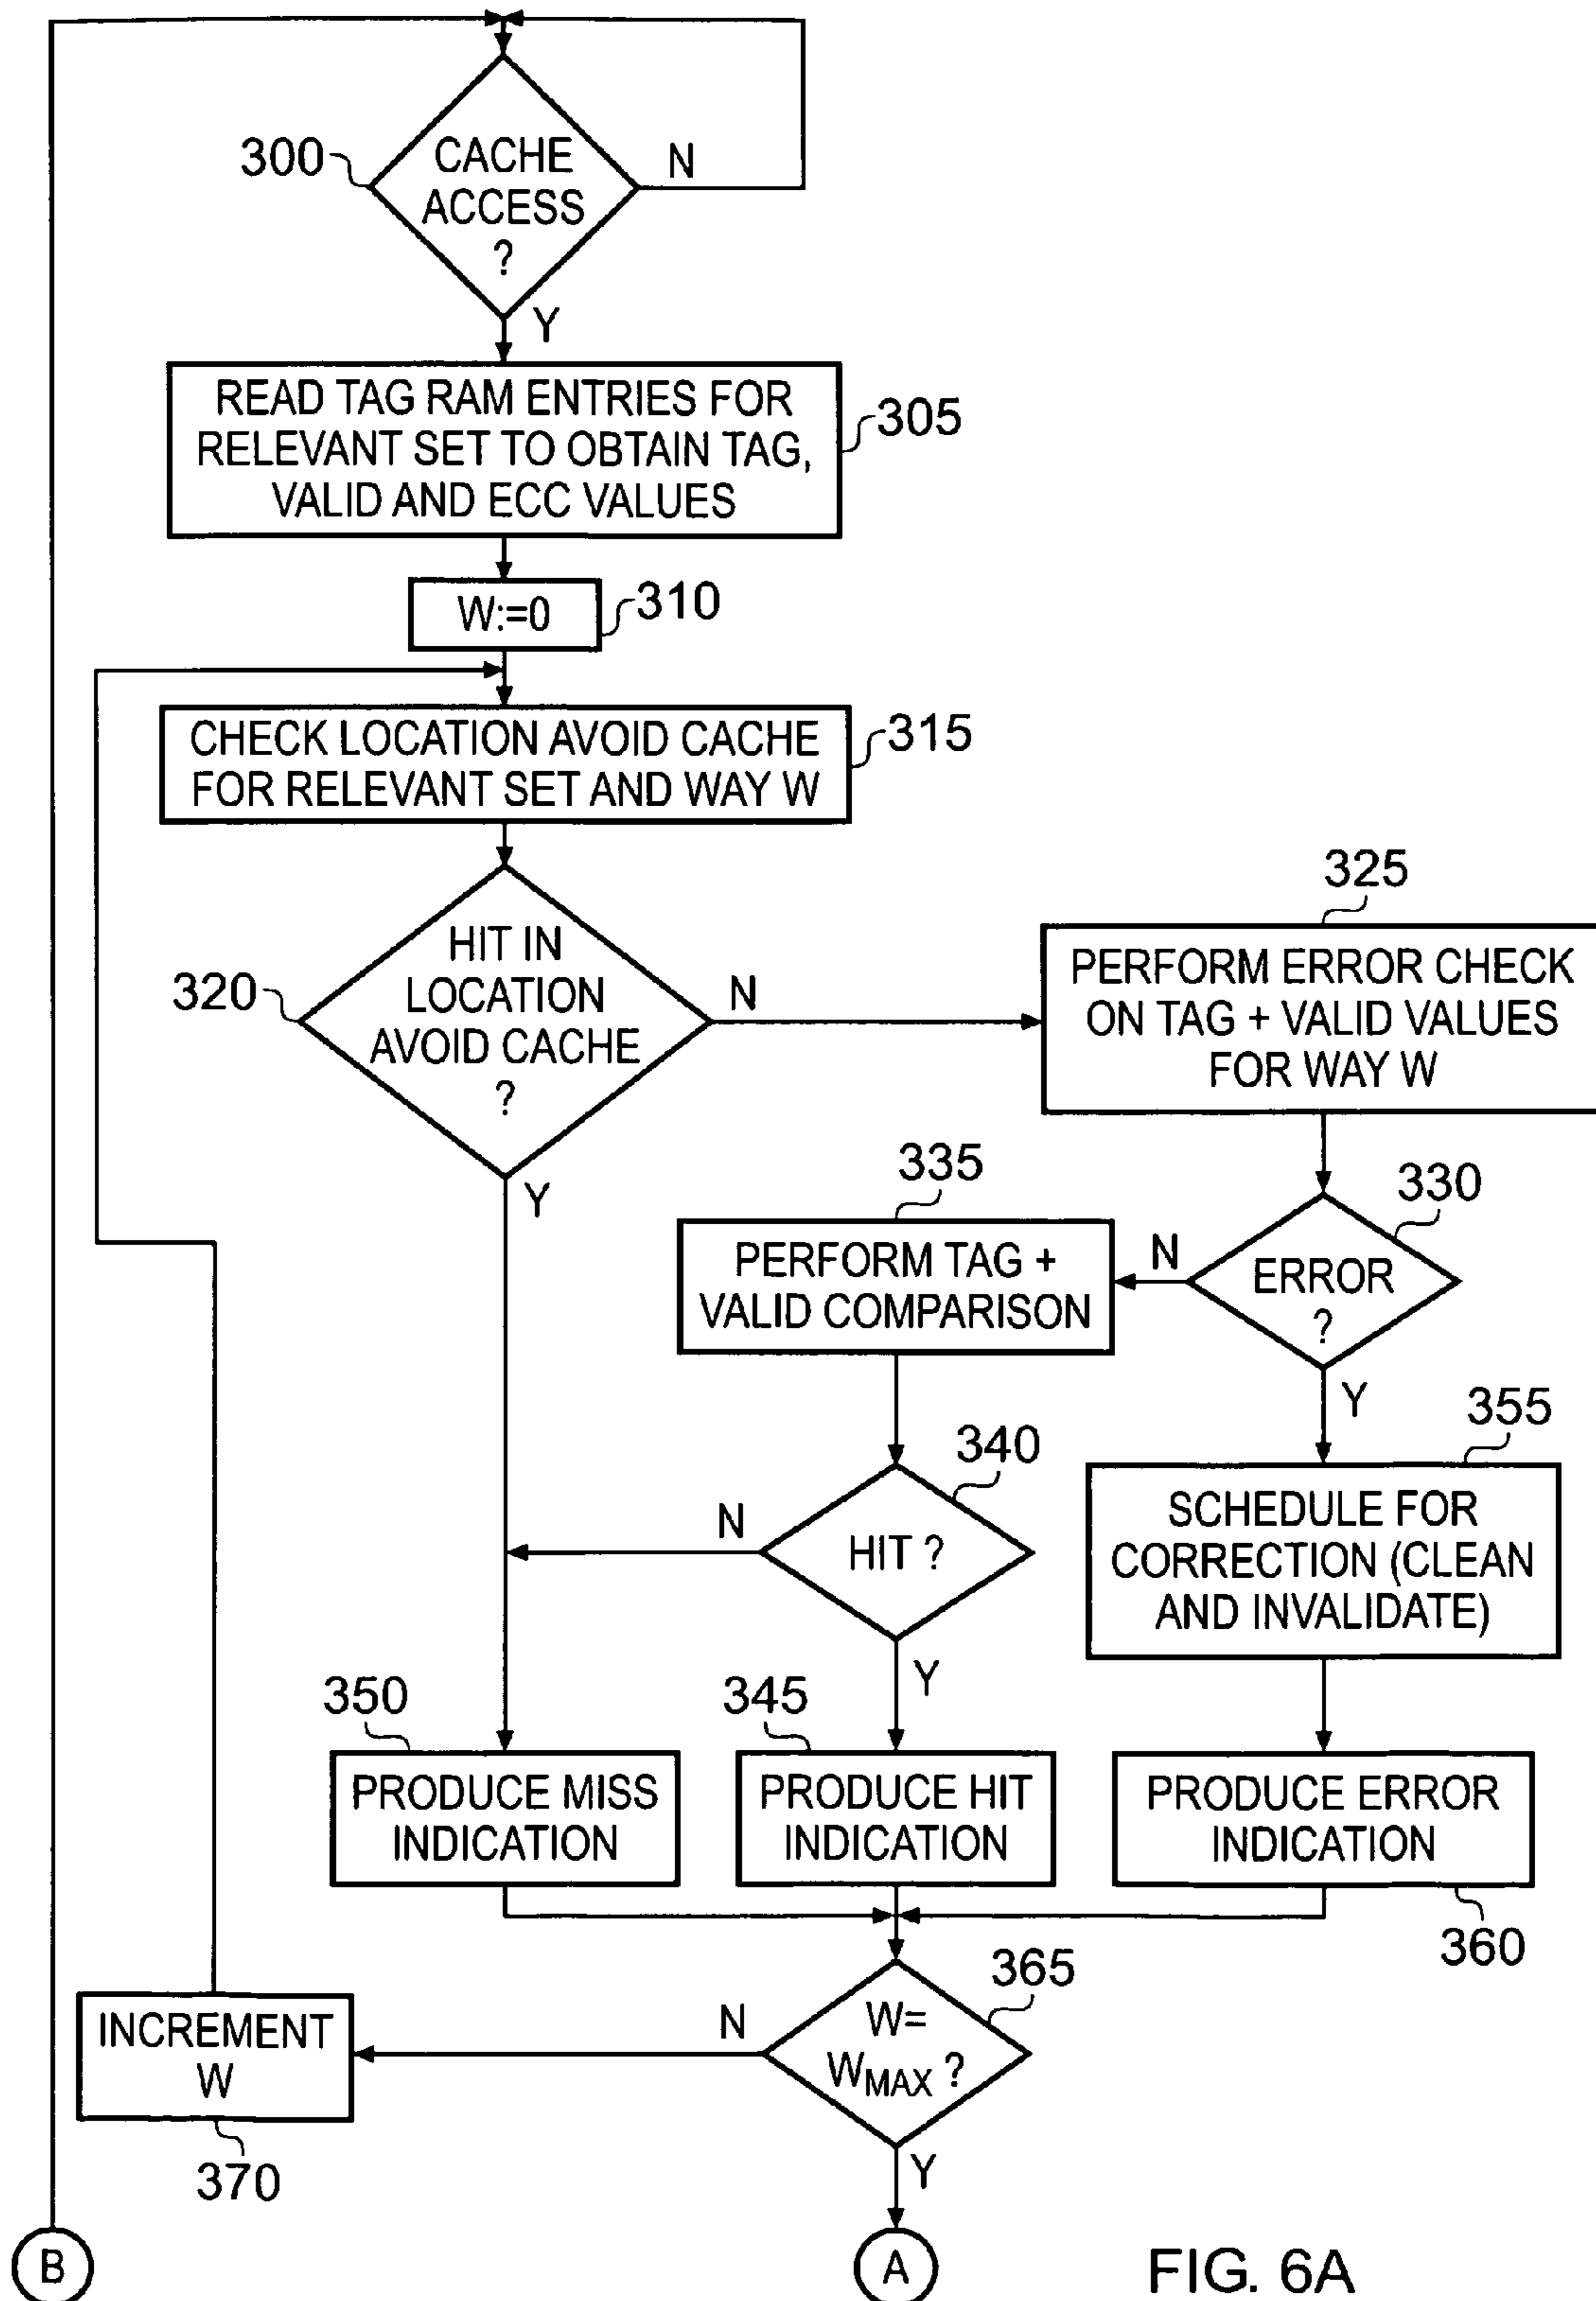 300
CACHE
ACCESS
?
N
Y
READ TAG RAM ENTRIES FOR
RELEVANT SET TO OBTAIN TAG,
VALID AND ECC VALUES
305
W:=0
310
CHECK LOCATION AVOID CACHE
FOR RELEVANT SET AND WAY W
315
320
HIT IN
LOCATION
AVOID CACHE
?
N
Y
325
PERFORM ERROR CHECK
ON TAG + VALID VALUES
FOR WAY W
330
ERROR
?
N
Y
335
PERFORM TAG +
VALID COMPARISON
340
HIT ?
N
Y
355
SCHEDULE FOR
CORRECTION (CLEAN
AND INVALIDATE)
350
PRODUCE MISS
INDICATION
345
PRODUCE HIT
INDICATION
PRODUCE ERROR
INDICATION
360
365
W=
WMAX ?
N
Y
INCREMENT
W
370
B
A
FIG. 6A